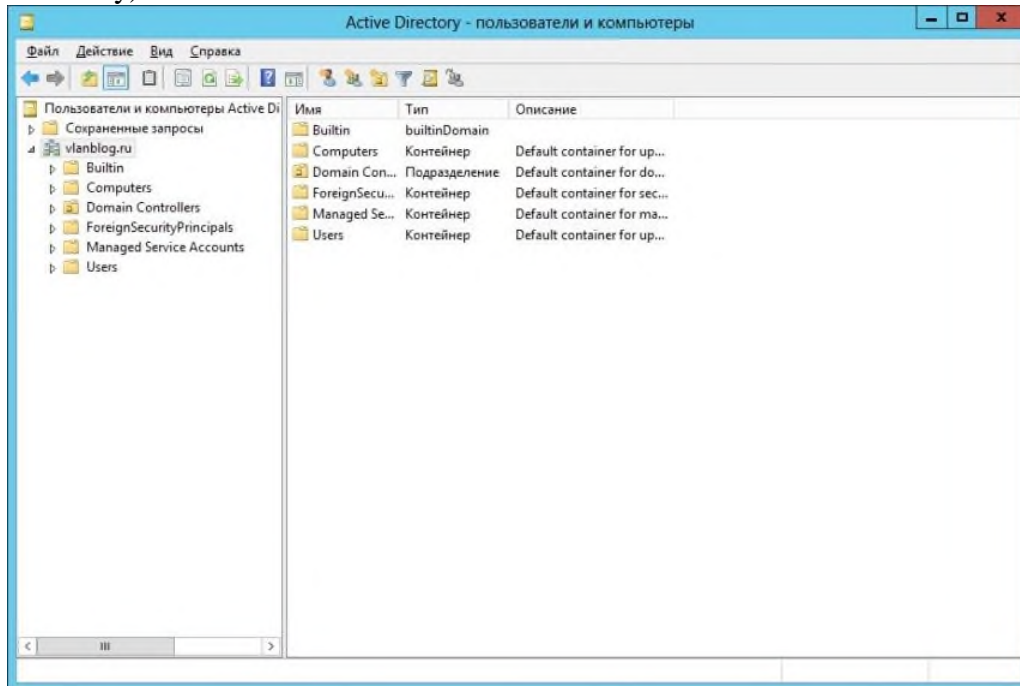 Active Directory - пользователи и компьютеры
Файл Действие Вид Справка
Пользователи и компьютеры Active Di
Сохраненные запросы
vlanblog.ru
Builtin
Computers
Domain Controllers
ForeignSecurityPrincipals
Managed Service Accounts
Users
Имя Тип Описание
Builtin builtinDomain
Computers Контейнер Default container for up...
Domain Con... Подразделение Default container for do...
ForeignSecu... Контейнер Default container for sec...
Managed Se... Контейнер Default container for ma...
Users Контейнер Default container for up...